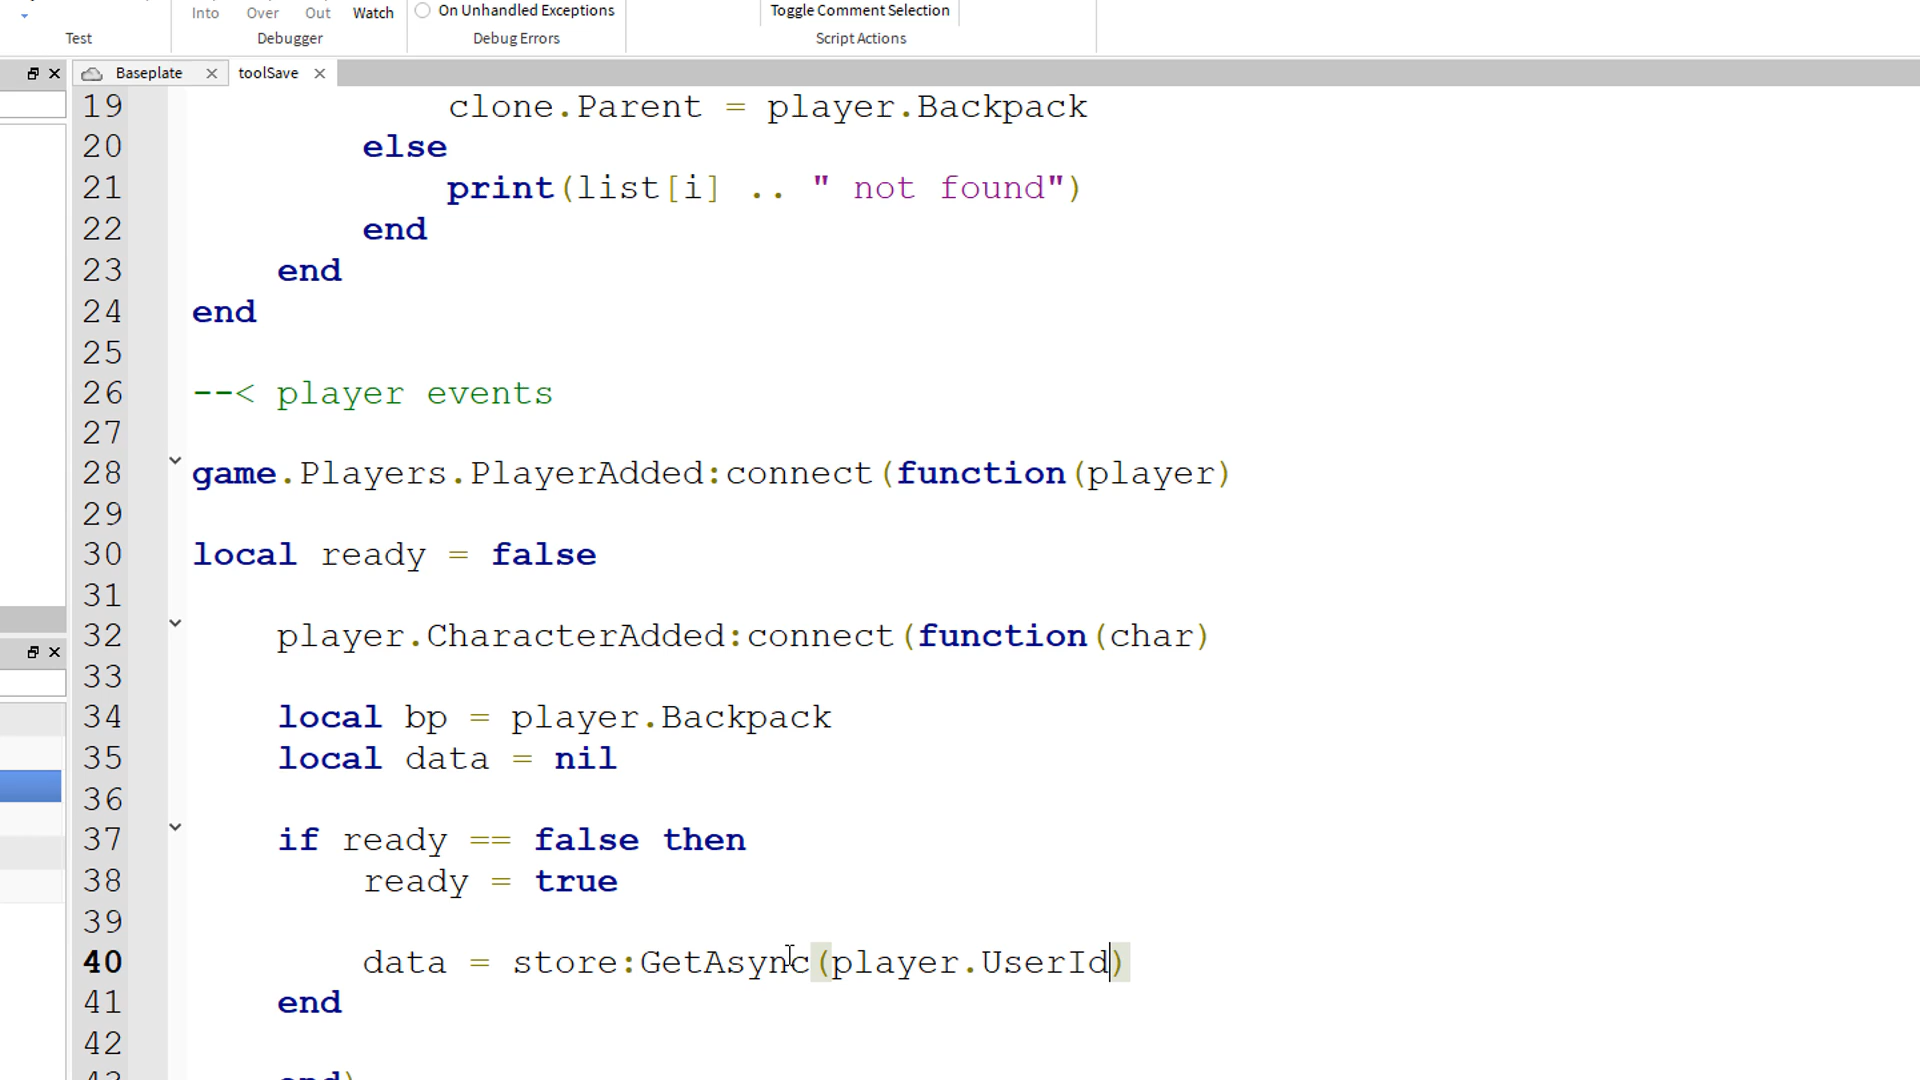 Into Over Out Watch On Unhandled Exceptions Toggle Comment Selection
Test Debugger Debug Errors Script Actions
Baseplate toolSave
19 clone.Parent = player.Backpack
20 else
21 print(list[i] .. " not found")
22 end
23 end
24 end
25
26 --< player events
27
28 game.Players.PlayerAdded:connect(function(player)
29
30 local ready = false
31
32 player.CharacterAdded:connect(function(char)
33
34 local bp = player.Backpack
35 local data = nil
36
37 if ready == false then
38 ready = true
39
40 data = store:GetAsync(player.UserId)
41 end
42
43 end)